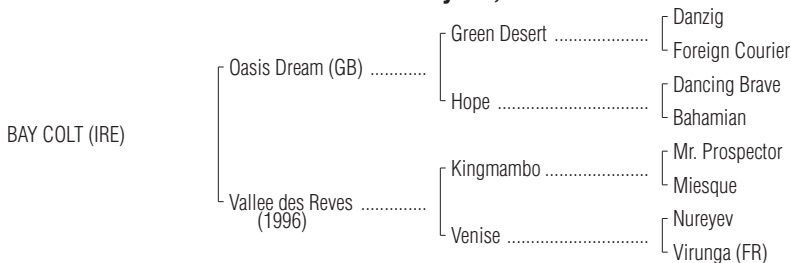 Danzig
Green Desert ......................
Foreign Courier
Oasis Dream (GB) ............
Dancing Brave
Hope ...................................
Bahamian
BAY COLT (IRE)
Mr. Prospector
Kingmambo ........................
Miesque
Vallee des Reves ..............
(1996)
Nureyev
Venise .................................
Virunga (FR)